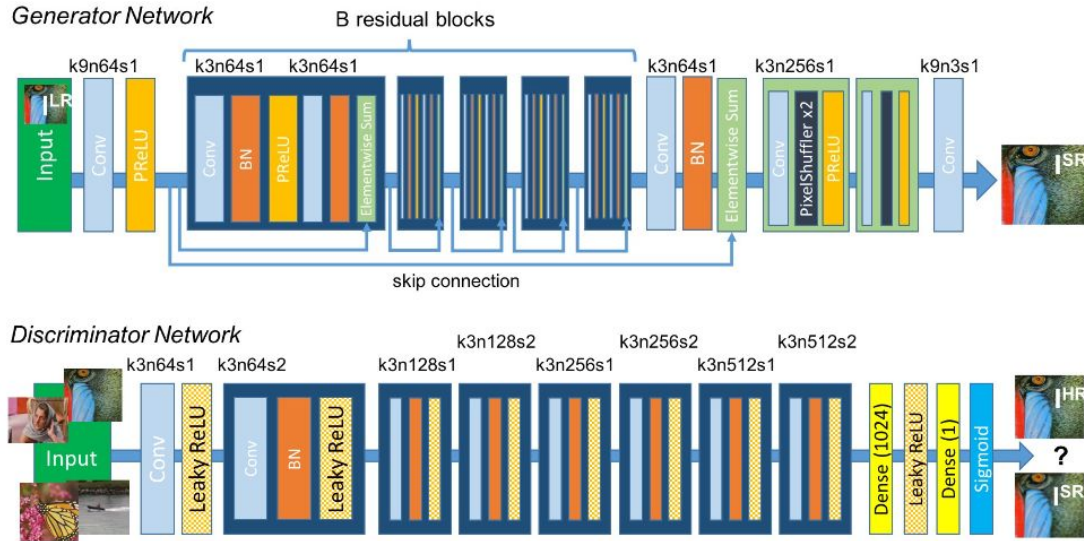 Generator Network
B residual blocks
k9n64s1
k3n64s1 k3n64s1
k3n64s1
k3n256s1
k9n3s1
I^LR
Input
Conv
PReLU
Conv
BN
PReLU
Elementwise Sum
Conv
BN
Elementwise Sum
Conv
PixelShuffler x2
PReLU
Conv
I^SR
skip connection
Discriminator Network
k3n64s1
k3n64s2
k3n128s1
k3n128s2
k3n256s1
k3n256s2
k3n512s1
k3n512s2
Input
Conv
Leaky ReLU
Conv
BN
Leaky ReLU
Dense (1024)
Leaky ReLU
Dense (1)
Sigmoid
I^HR
?
I^SR